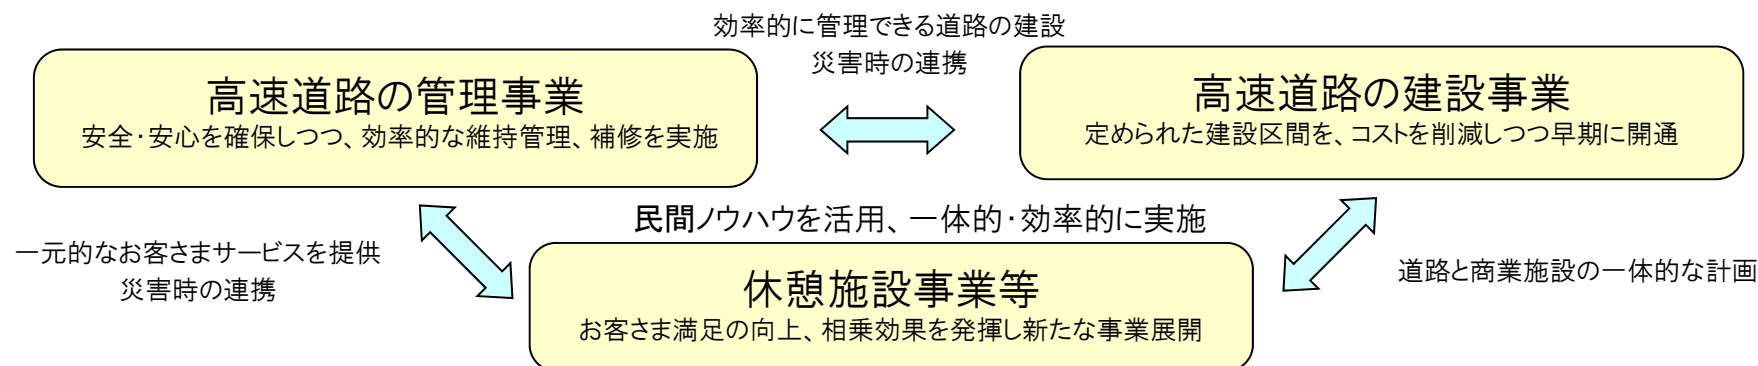 効率的に管理できる道路の建設
災害時の連携
高速道路の管理事業
安全・安心を確保しつつ、効率的な維持管理、補修を実施
高速道路の建設事業
定められた建設区間を、コストを削減しつつ早期に開通
民間ノウハウを活用、一体的・効率的に実施
一元的なお客さまサービスを提供
災害時の連携
道路と商業施設の一体的な計画
休憩施設事業等
お客さま満足の向上、相乗効果を発揮し新たな事業展開